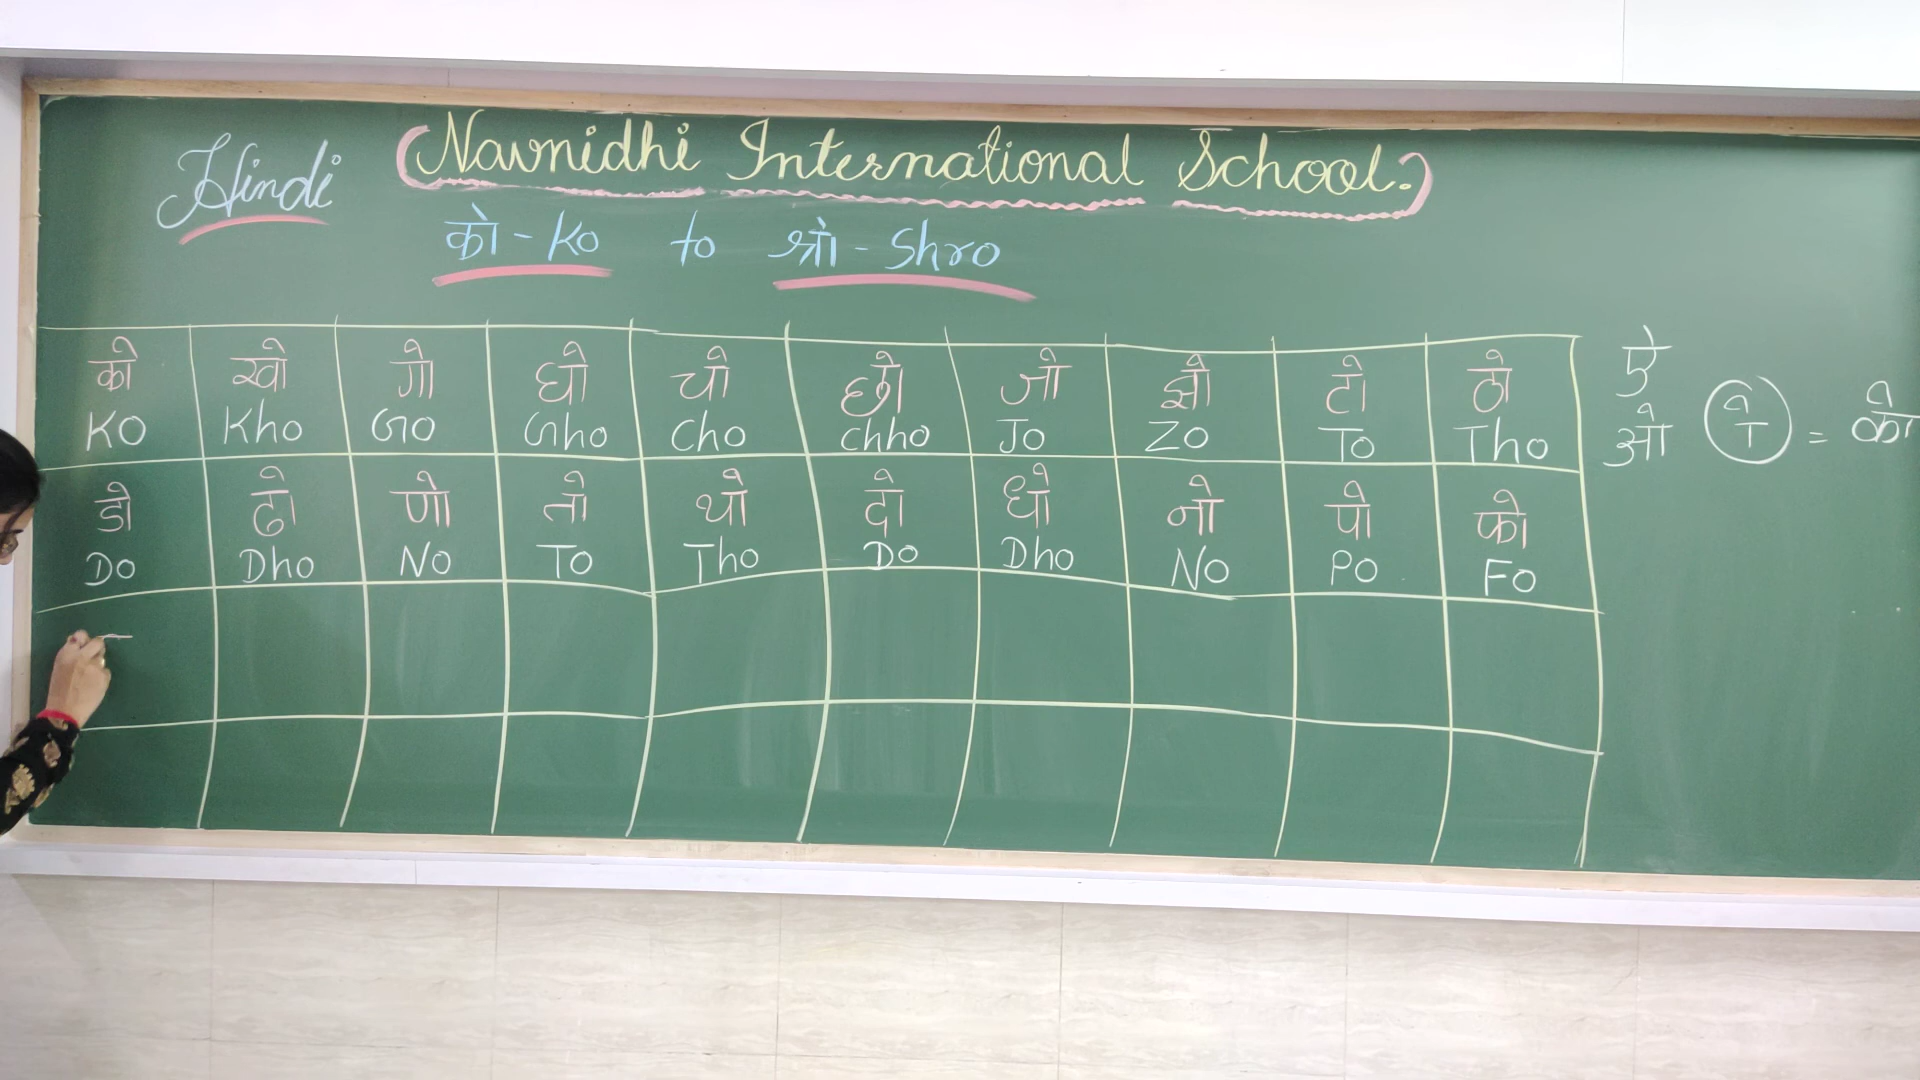 Hindi
(Navnidhi International School.)
को - Ko to श्रो - Shro
को खो गो घो चो छो जो झो टो ठो
Ko Kho Go Gho Cho Chho Jo Zo To Tho
डो ढो णो तो थो दो धो नो पो फो
Do Dho No To Tho Do Dho No Po Fo
ऐ
ओ ो = को